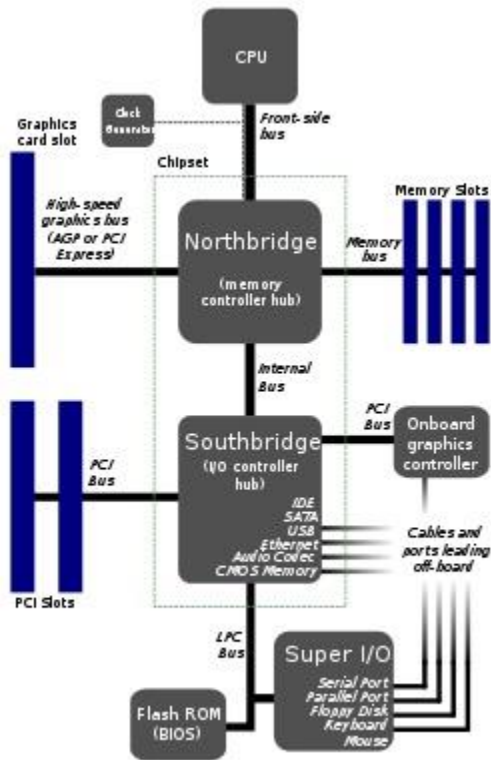 CPU
Clock
Generator
Graphics
card slot
Front-side
bus
Chipset
High-speed
graphics bus
(AGP or PCI
Express)
Northbridge
(memory
controller hub)
Memory
bus
Memory Slots
Internal
Bus
PCI
Bus
Southbridge
(I/O controller
hub)
IDE
SATA
USB
Ethernet
Audio Codec
CMOS Memory
PCI
Bus
Onboard
graphics
controller
Cables and
ports leading
off-board
PCI Slots
LPC
Bus
Super I/O
Serial Port
Parallel Port
Floppy Disk
Keyboard
Mouse
Flash ROM
(BIOS)